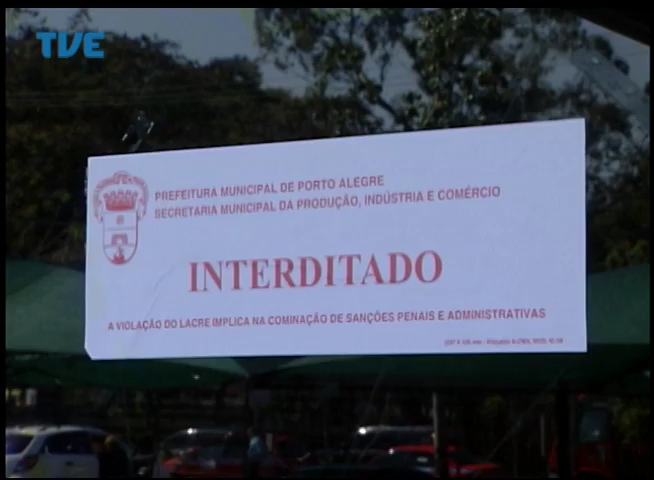 TVE
PREFEITURA MUNICIPAL DE PORTO ALEGRE
SECRETARIA MUNICIPAL DA PRODUÇÃO, INDÚSTRIA E COMÉRCIO
INTERDITADO
A VIOLAÇÃO DO LACRE IMPLICA NA COMINAÇÃO DE SANÇÕES PENAIS E ADMINISTRATIVAS